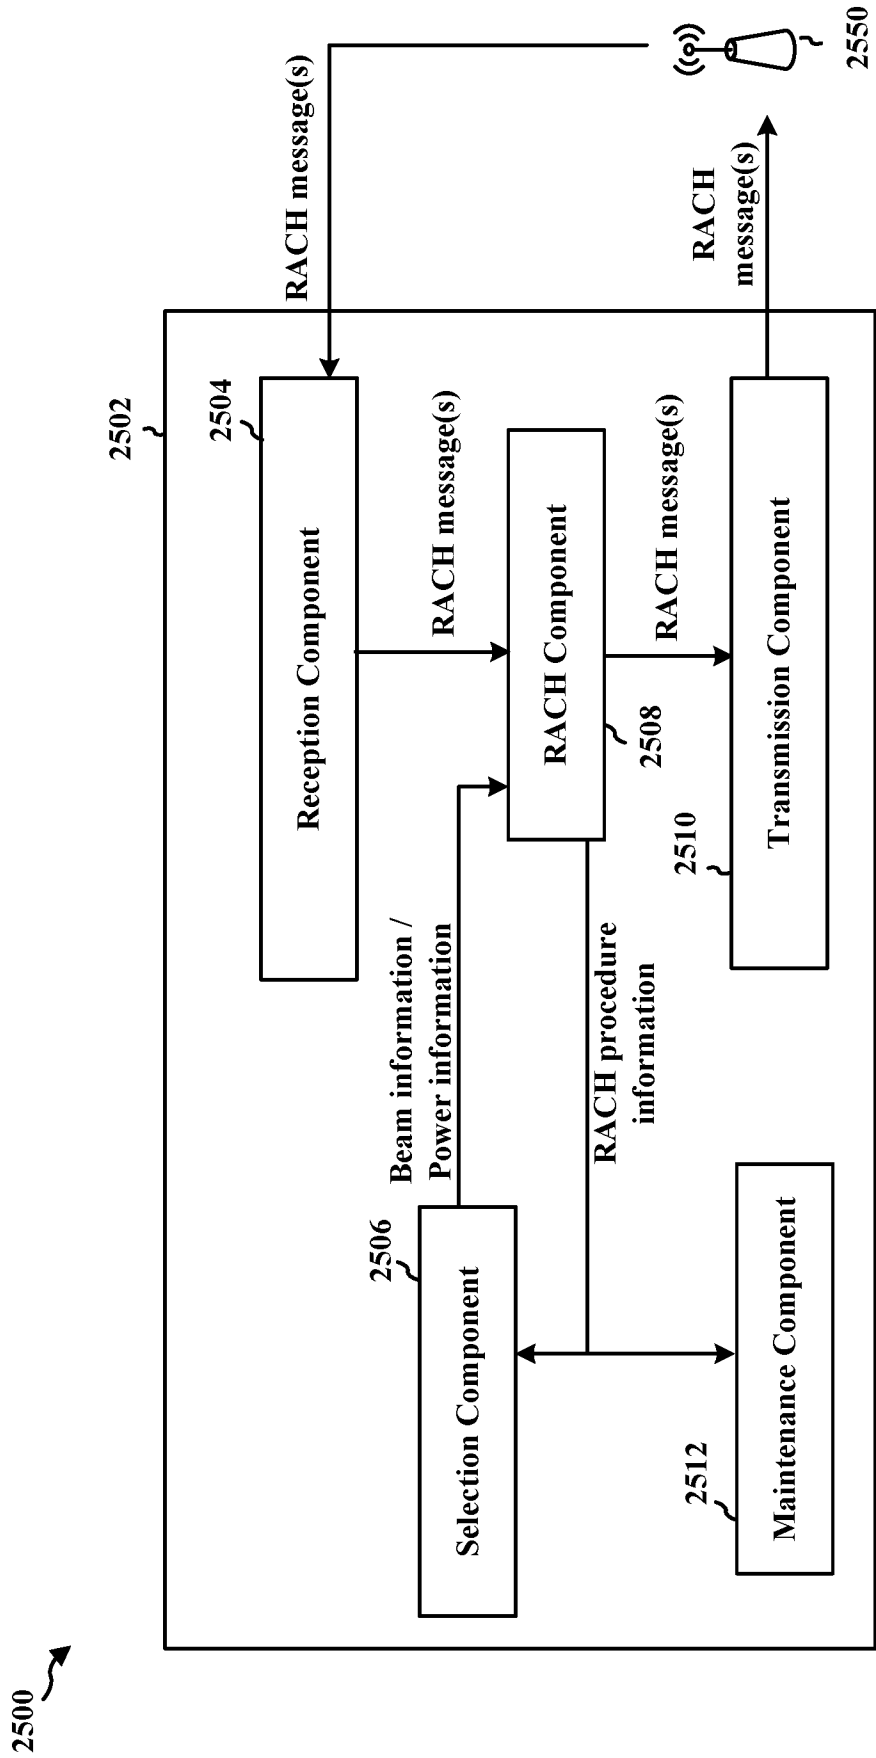 2500
2502
2504
Reception Component
RACH message(s)
RACH message(s)
2506
Selection Component
Beam information /
Power information
RACH Component
2508
RACH procedure
information
RACH message(s)
2510
Transmission Component
2512
Maintenance Component
RACH
message(s)
2550